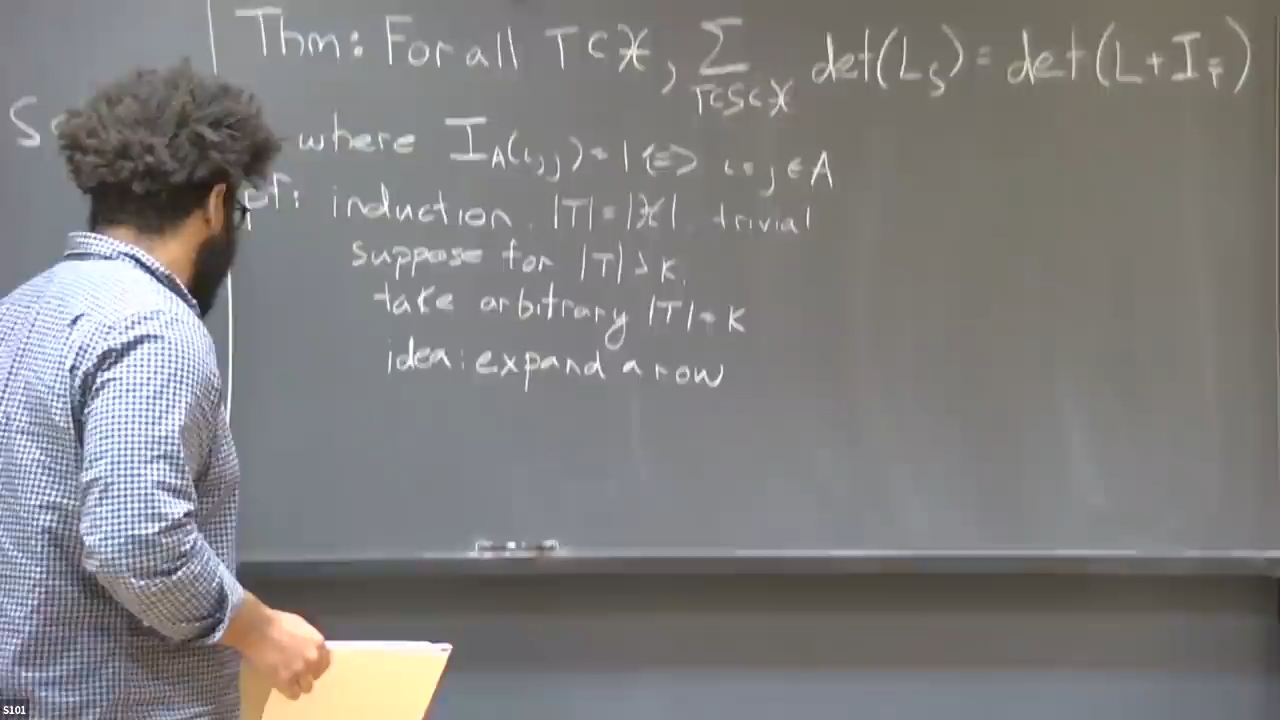 Thm: For all T⊂𝒳, Σ_{T⊂S⊂𝒳} det(L_S) = det(L+I_T̄)
where I_A(i,j) = 1 ⇔ i=j∈A
pf: induction. |T|=|𝒳|. trivial
suppose for |T|>k.
take arbitrary |T|=k
idea: expand a row
S101